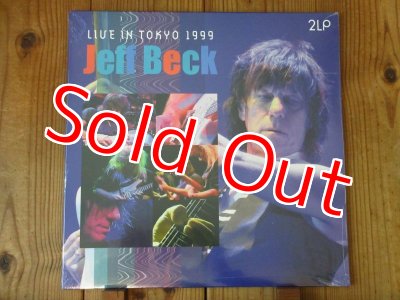 LIVE IN TOKYO 1999
2LP
Jeff Beck
Sold Out